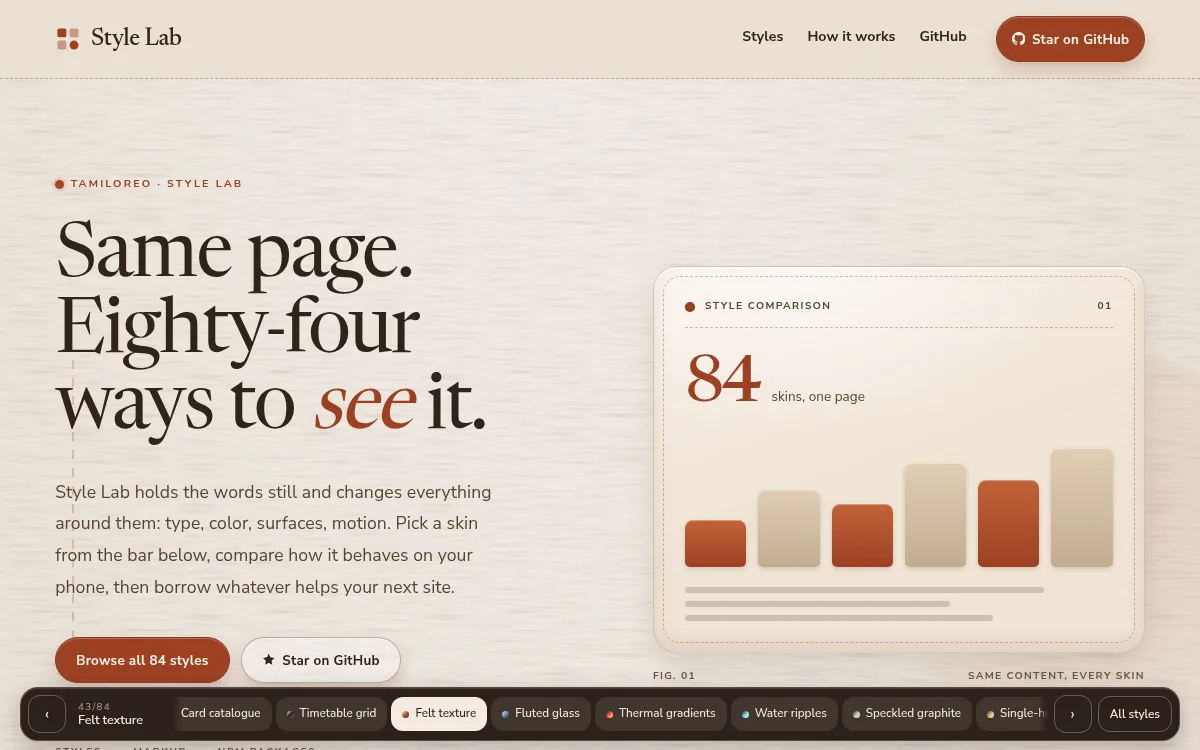 Style Lab
Styles
How it works
GitHub
Star on GitHub
TAMILOREO · STYLE LAB
Same page.
Eighty-four
ways to see it.
Style Lab holds the words still and changes everything
around them: type, color, surfaces, motion. Pick a skin
from the bar below, compare how it behaves on your
phone, then borrow whatever helps your next site.
Browse all 84 styles
Star on GitHub
STYLE COMPARISON
01
84
skins, one page
FIG. 01
SAME CONTENT, EVERY SKIN
43/84
Felt texture
Card catalogue
Timetable grid
Felt texture
Fluted glass
Thermal gradients
Water ripples
Speckled graphite
All styles